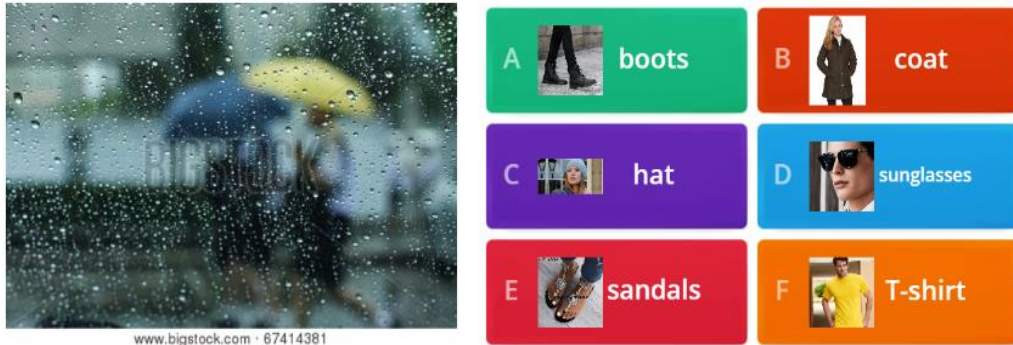 BIGSTOCK
www.bigstock.com · 67414381
A boots
B coat
C hat
D sunglasses
E sandals
F T-shirt